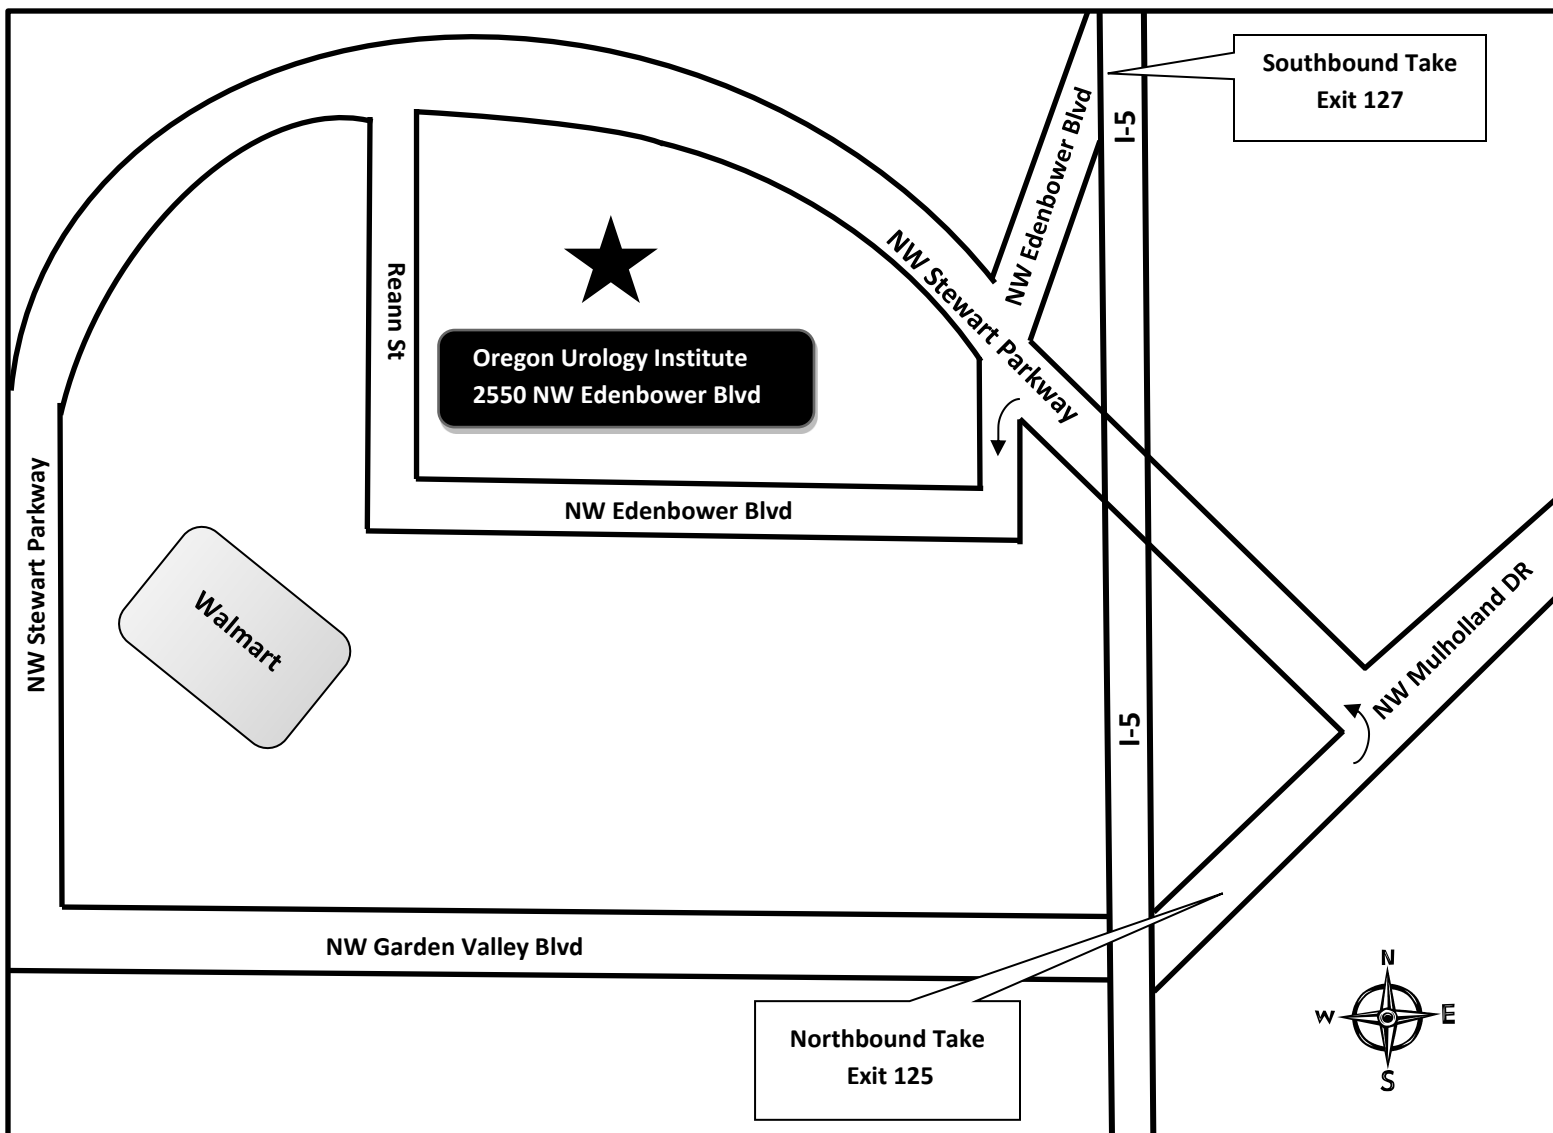 Southbound Take
Exit 127
I-5
NW Edenbower Blvd
NW Stewart Parkway
Reann St
Oregon Urology Institute
2550 NW Edenbower Blvd
NW Edenbower Blvd
NW Stewart Parkway
Walmart
NW Mulholland DR
I-5
NW Garden Valley Blvd
Northbound Take
Exit 125
N
W
E
S